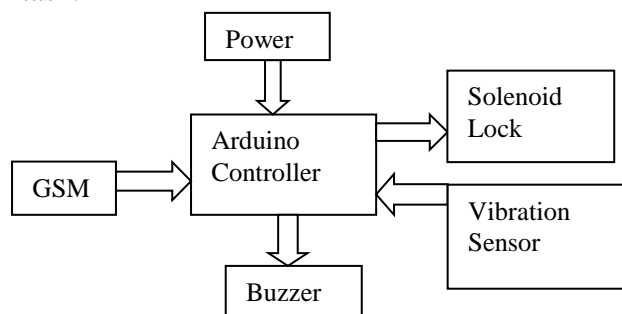 Power
Solenoid
Lock
Arduino
Controller
GSM
Vibration
Sensor
Buzzer